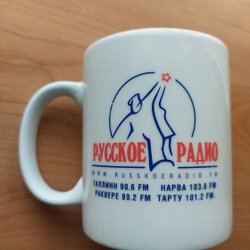 РУССКОЕ РАДИО
WWW.RUSSKOERADIO.FM
ТАЛЛИНН 90.6 FM НАРВА 103.6 FM
РАКВЕРЕ 99.2 FM ТАРТУ 101.2 FM